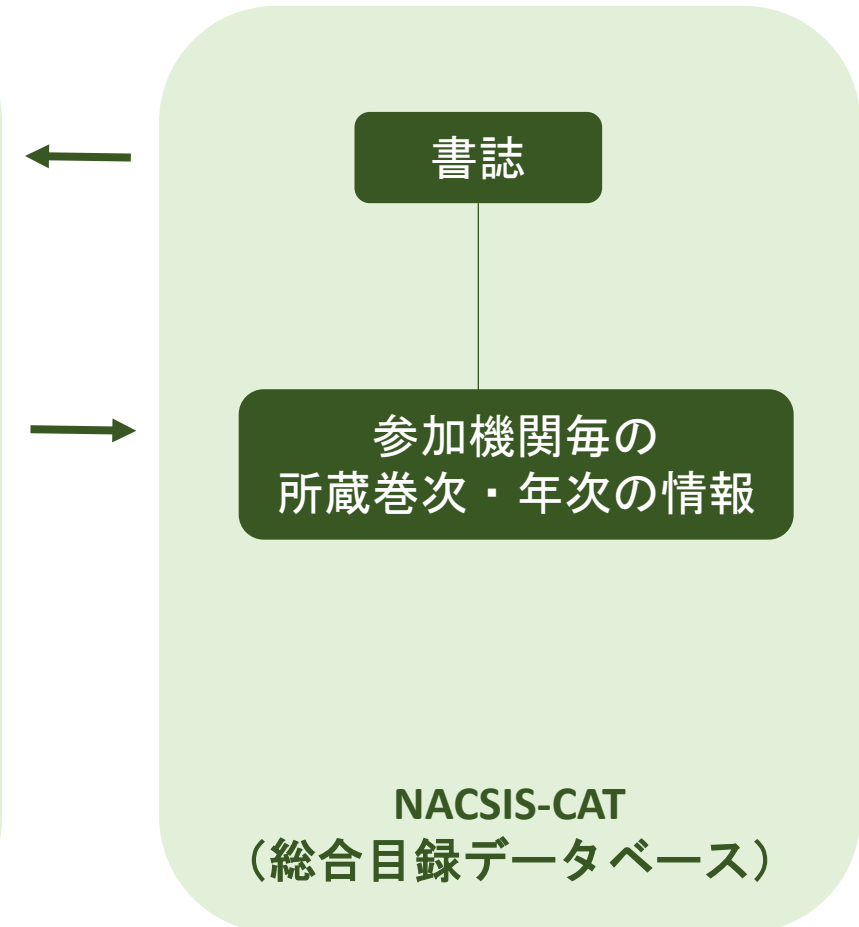 書誌
参加機関毎の
所蔵巻次・年次の情報
NACSIS-CAT
（総合目録データベース）